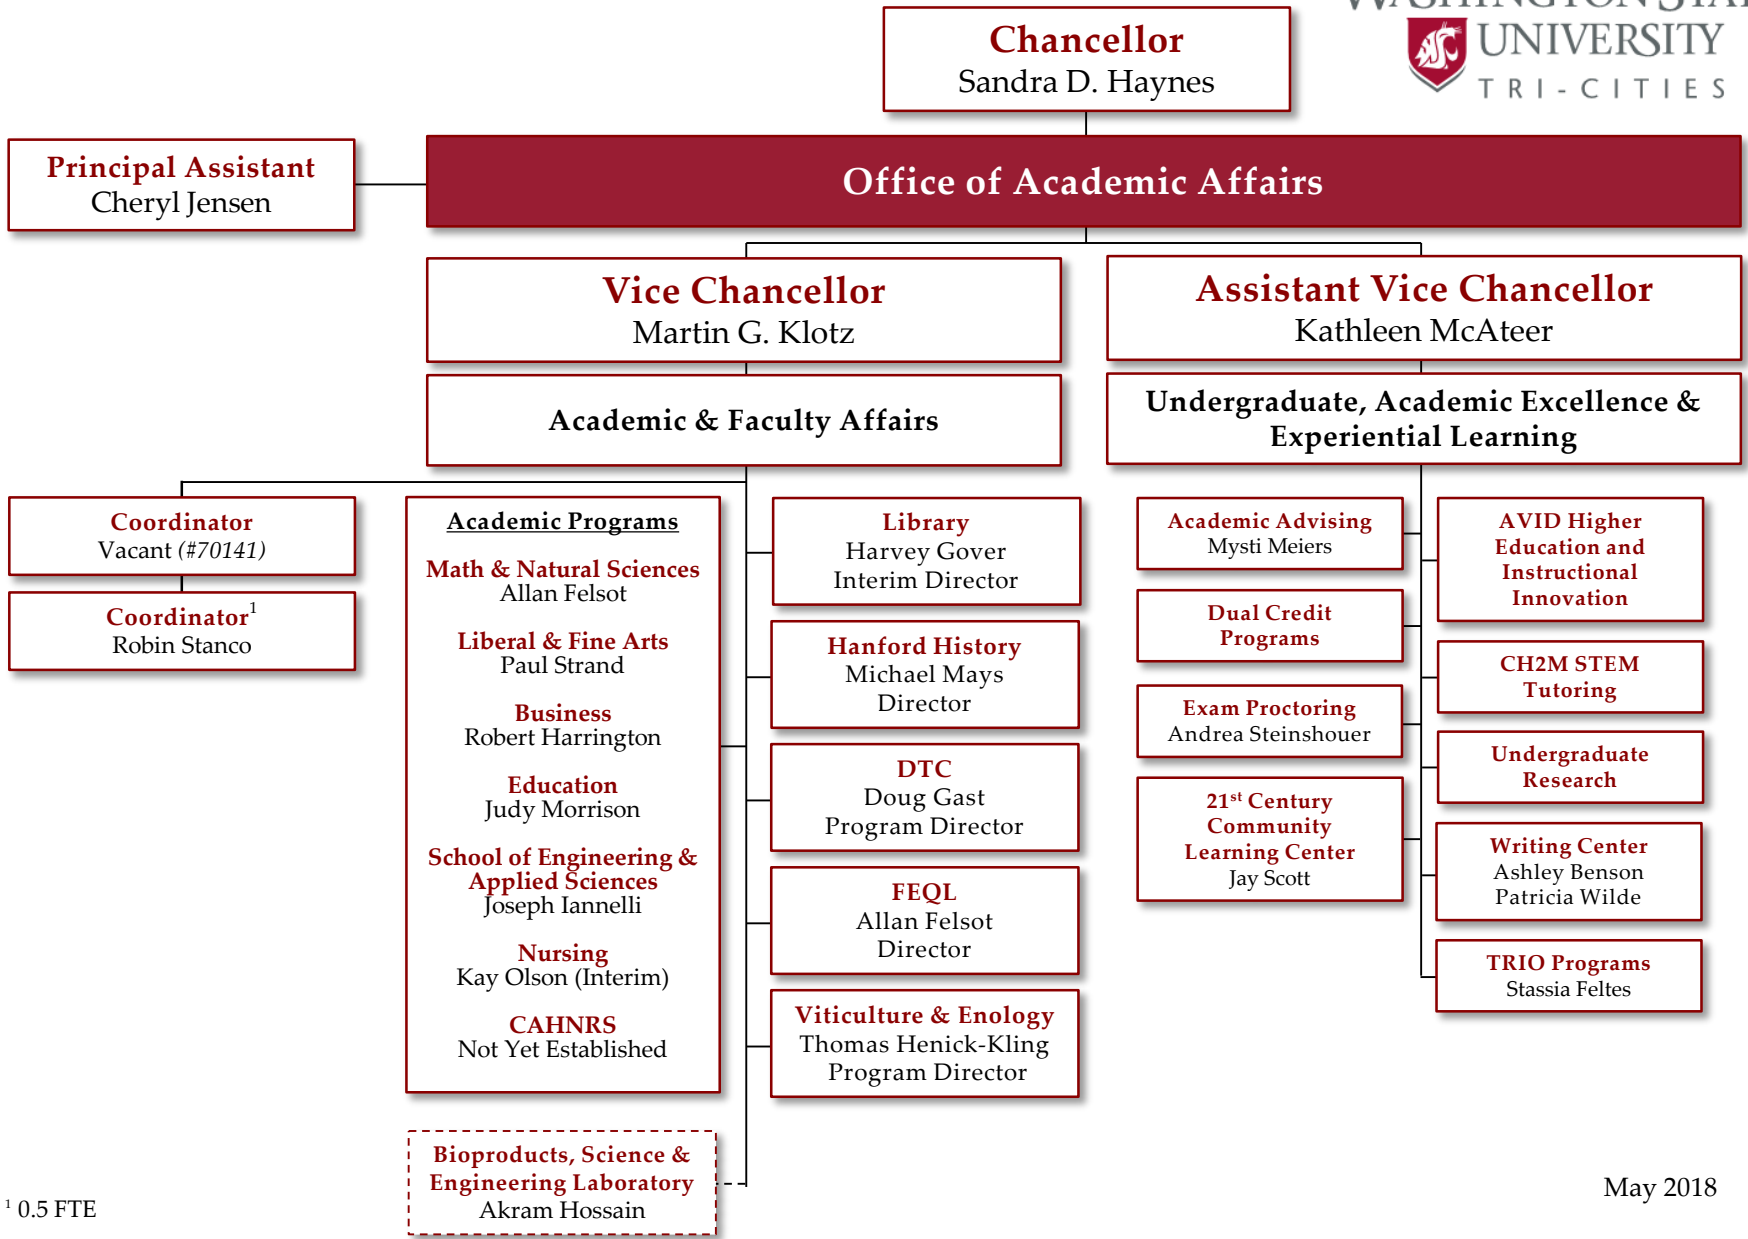 Chancellor
Sandra D. Haynes
UNIVERSITY
TRI-CITIES
Principal Assistant
Cheryl Jensen
Office of Academic Affairs
Vice Chancellor
Martin G. Klotz
Assistant Vice Chancellor
Kathleen McAteer
Academic & Faculty Affairs
Undergraduate, Academic Excellence &
Experiential Learning
Coordinator
Vacant (#70141)
Coordinator¹
Robin Stanco
Academic Programs
Math & Natural Sciences
Allan Felsot
Liberal & Fine Arts
Paul Strand
Business
Robert Harrington
Education
Judy Morrison
School of Engineering &
Applied Sciences
Joseph Iannelli
Nursing
Kay Olson (Interim)
CAHNRS
Not Yet Established
Bioproducts, Science &
Engineering Laboratory
Akram Hossain
Library
Harvey Gover
Interim Director
Hanford History
Michael Mays
Director
DTC
Doug Gast
Program Director
FEQL
Allan Felsot
Director
Viticulture & Enology
Thomas Henick-Kling
Program Director
Academic Advising
Mysti Meiers
Dual Credit
Programs
Exam Proctoring
Andrea Steinshouer
21st Century
Community
Learning Center
Jay Scott
AVID Higher
Education and
Instructional
Innovation
CH2M STEM
Tutoring
Undergraduate
Research
Writing Center
Ashley Benson
Patricia Wilde
TRIO Programs
Stassia Feltes
¹ 0.5 FTE
May 2018